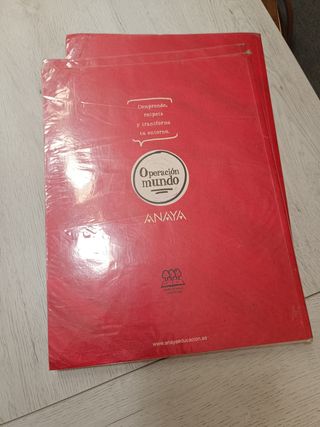 Comprende,
respeta
y transforma
tu entorno.
Operación
mundo
ANAYA
www.anayaeducacion.es